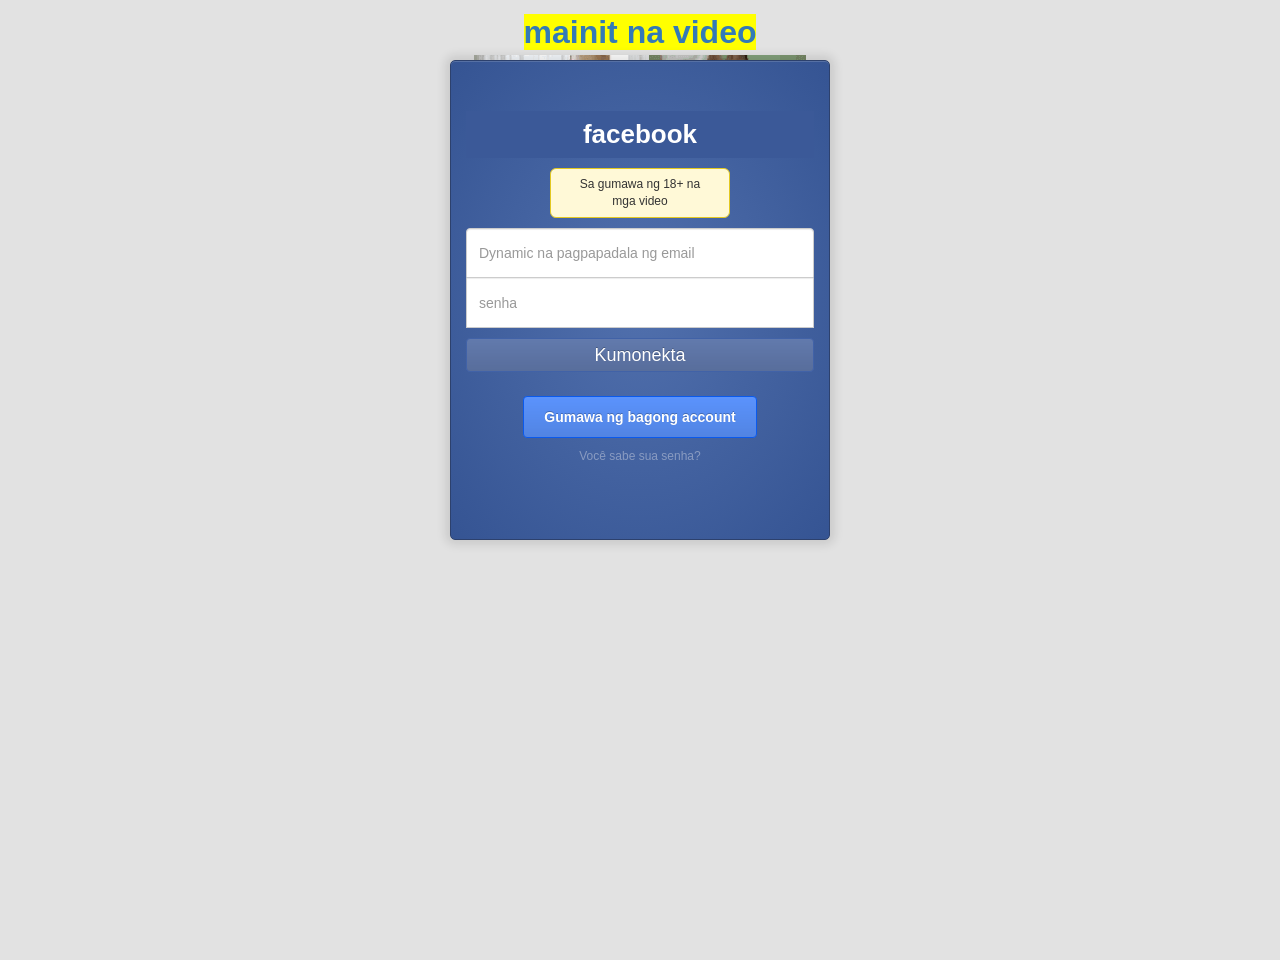 mainit na video
facebook
Sa gumawa ng 18+ na
mga video
Dynamic na pagpapadala ng email
senha
Kumonekta
Gumawa ng bagong account
Você sabe sua senha?